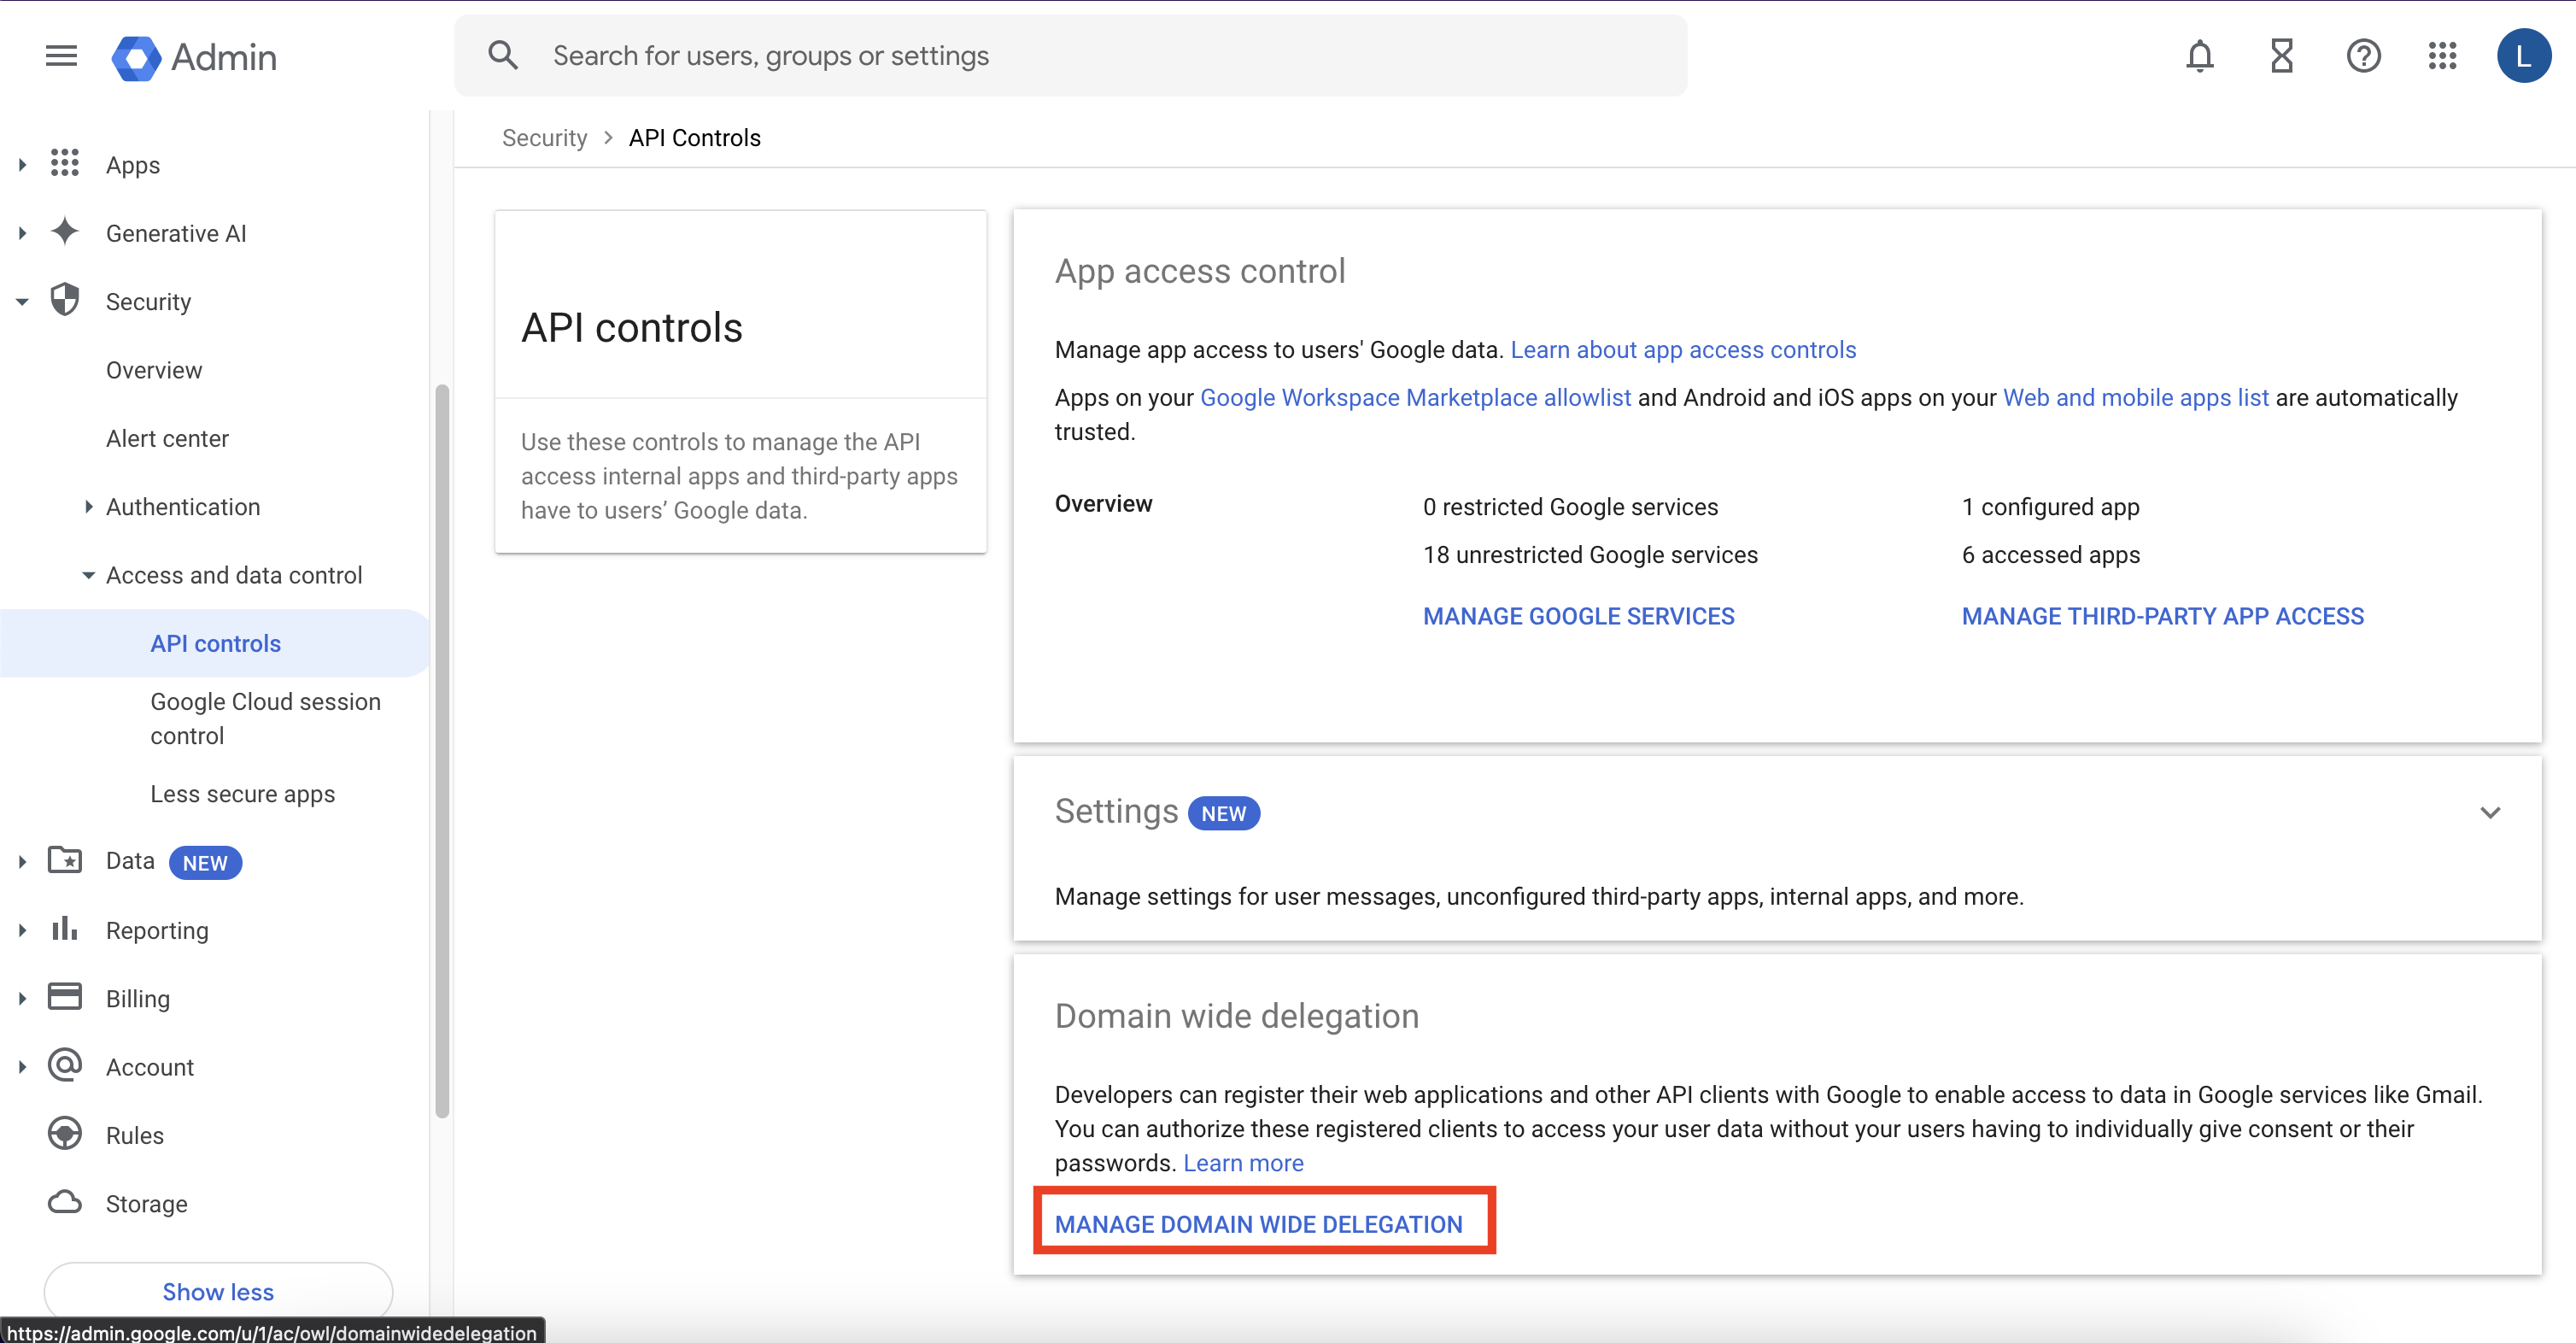 Admin
Search for users, groups or settings
L
Apps
Generative AI
Security
Overview
Alert center
Authentication
Access and data control
API controls
Google Cloud session
control
Less secure apps
Data NEW
Reporting
Billing
Account
Rules
Storage
Show less
https://admin.google.com/u/1/ac/owl/domainwidedelegation
Security > API Controls
API controls
Use these controls to manage the API
access internal apps and third-party apps
have to users’ Google data.
App access control
Manage app access to users' Google data. Learn about app access controls
Apps on your Google Workspace Marketplace allowlist and Android and iOS apps on your Web and mobile apps list are automatically
trusted.
Overview
0 restricted Google services
18 unrestricted Google services
MANAGE GOOGLE SERVICES
1 configured app
6 accessed apps
MANAGE THIRD-PARTY APP ACCESS
Settings NEW
Manage settings for user messages, unconfigured third-party apps, internal apps, and more.
Domain wide delegation
Developers can register their web applications and other API clients with Google to enable access to data in Google services like Gmail.
You can authorize these registered clients to access your user data without your users having to individually give consent or their
passwords. Learn more
MANAGE DOMAIN WIDE DELEGATION